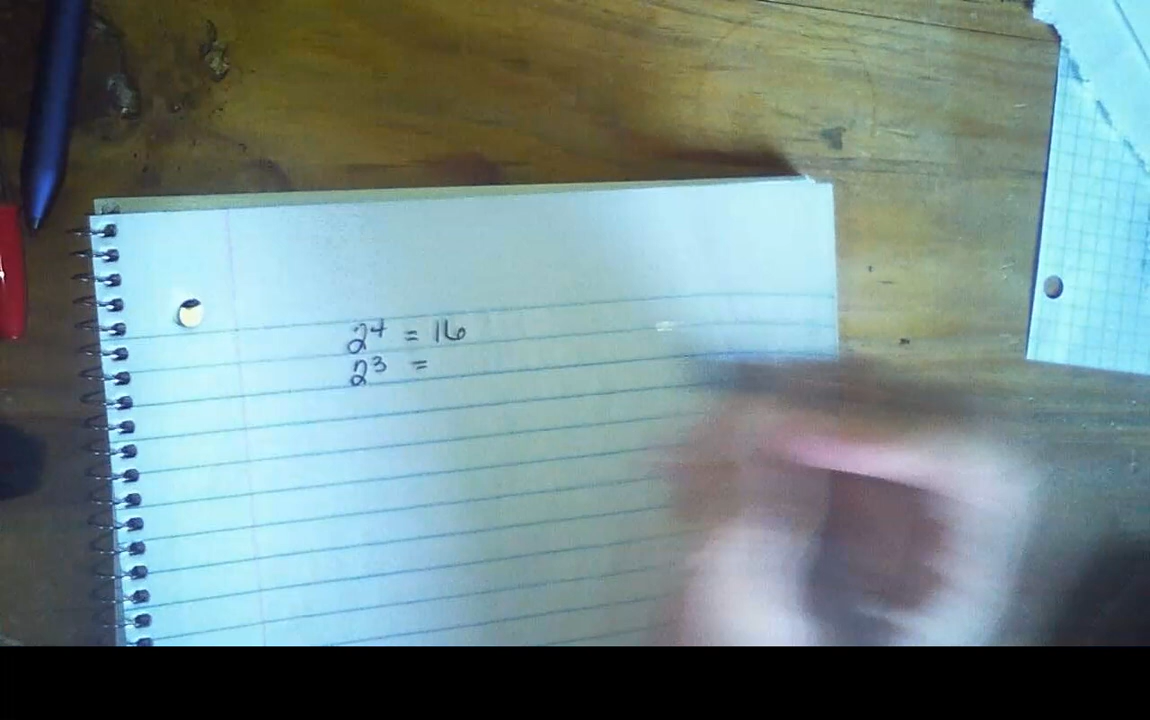 2⁴ = 16
2³ =